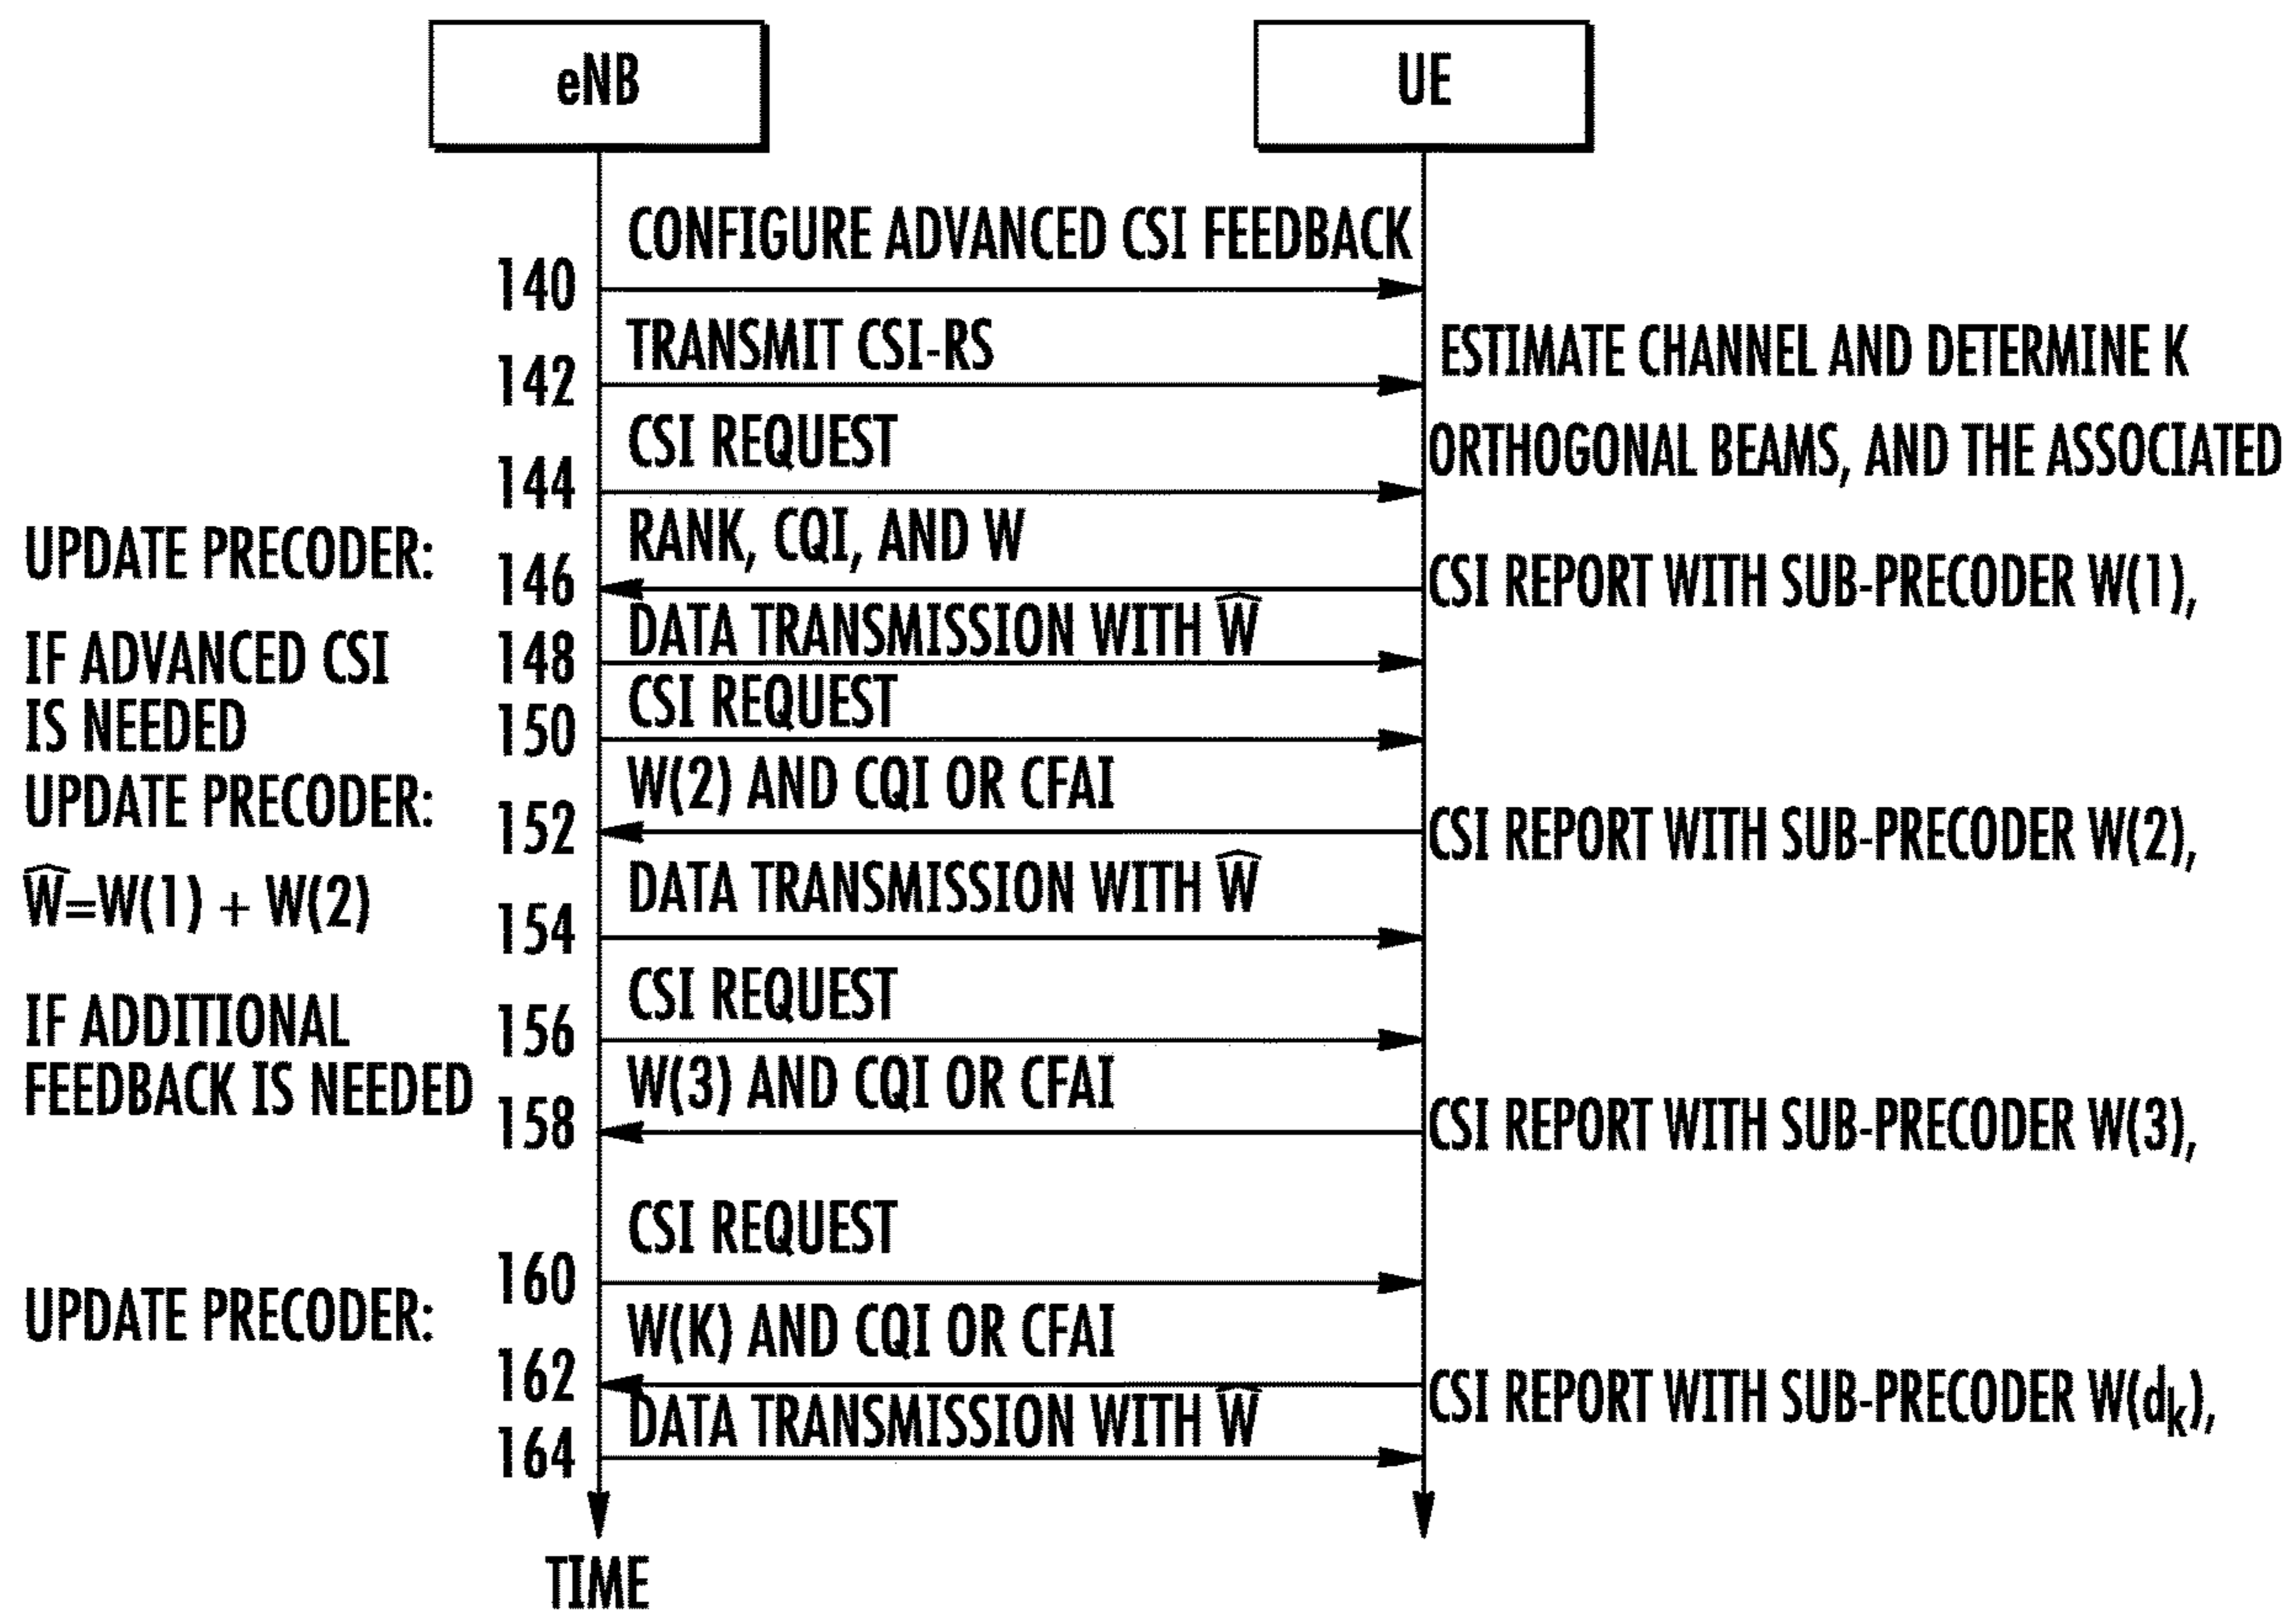 eNB
UE
CONFIGURE ADVANCED CSI FEEDBACK
140
TRANSMIT CSI-RS
ESTIMATE CHANNEL AND DETERMINE K
142
CSI REQUEST
ORTHOGONAL BEAMS, AND THE ASSOCIATED
144
RANK, CQI, AND W
UPDATE PRECODER:
146
CSI REPORT WITH SUB-PRECODER W(1),
DATA TRANSMISSION WITH Ŵ
IF ADVANCED CSI
148
IS NEEDED
CSI REQUEST
150
W(2) AND CQI OR CFAI
UPDATE PRECODER:
152
CSI REPORT WITH SUB-PRECODER W(2),
DATA TRANSMISSION WITH Ŵ
Ŵ=W(1) + W(2)
154
CSI REQUEST
IF ADDITIONAL
156
FEEDBACK IS NEEDED
W(3) AND CQI OR CFAI
158
CSI REPORT WITH SUB-PRECODER W(3),
CSI REQUEST
160
UPDATE PRECODER:
W(K) AND CQI OR CFAI
162
CSI REPORT WITH SUB-PRECODER W(dₖ),
DATA TRANSMISSION WITH Ŵ
164
TIME